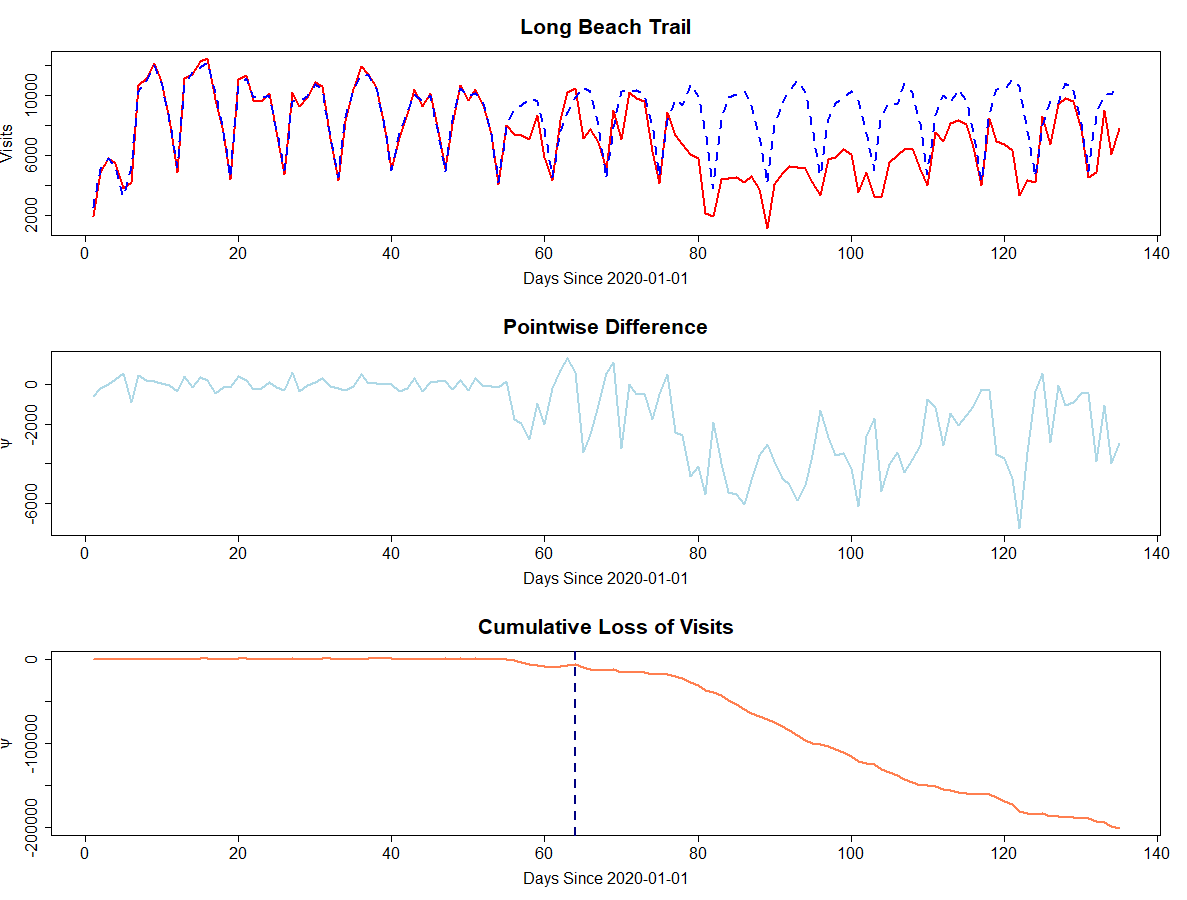 Long Beach Trail
Visits
10000
6000
2000
0 20 40 60 80 100 120 140
Days Since 2020-01-01
Pointwise Difference
ψ
0
-2000
-6000
0 20 40 60 80 100 120 140
Days Since 2020-01-01
Cumulative Loss of Visits
ψ
0
-100000
-200000
0 20 40 60 80 100 120 140
Days Since 2020-01-01